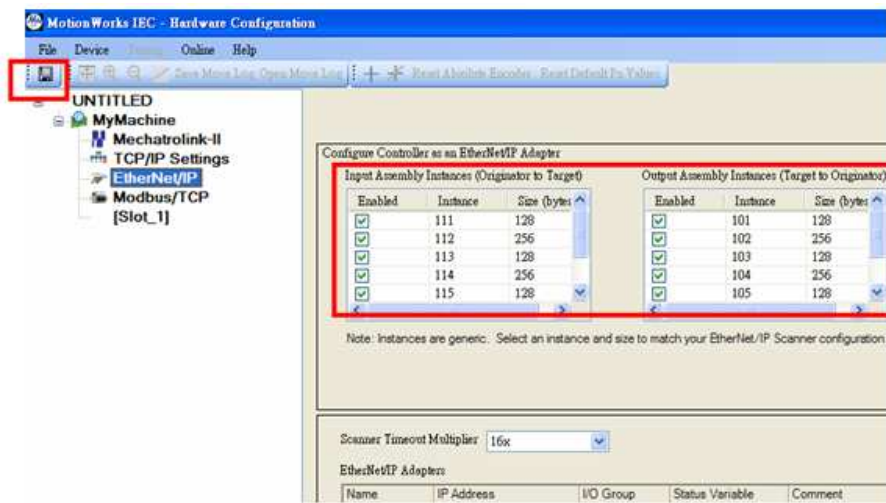 MotionWorks IEC - Hardware Configuration
File Device Online Help
Save Move Log Open Move Log Reset Absolute Encoder Reset Default Pn Values
UNTITLED
MyMachine
Mechatrolink-II
TCP/IP Settings
EtherNet/IP
Modbus/TCP
[Slot_1]
Configure Controller as an EtherNet/IP Adapter
Input Assembly Instances (Originator to Target) Output Assembly Instances (Target to Originator)
Enabled Instance Size (bytes Enabled Instance Size (bytes
111 128 101 128
112 256 102 256
113 128 103 128
114 256 104 256
115 128 105 128
Note: Instances are generic. Select an instance and size to match your EtherNet/IP Scanner configuration
Scanner Timeout Multiplier 16x
EtherNet/IP Adapters
Name IP Address I/O Group Status Variable Comment